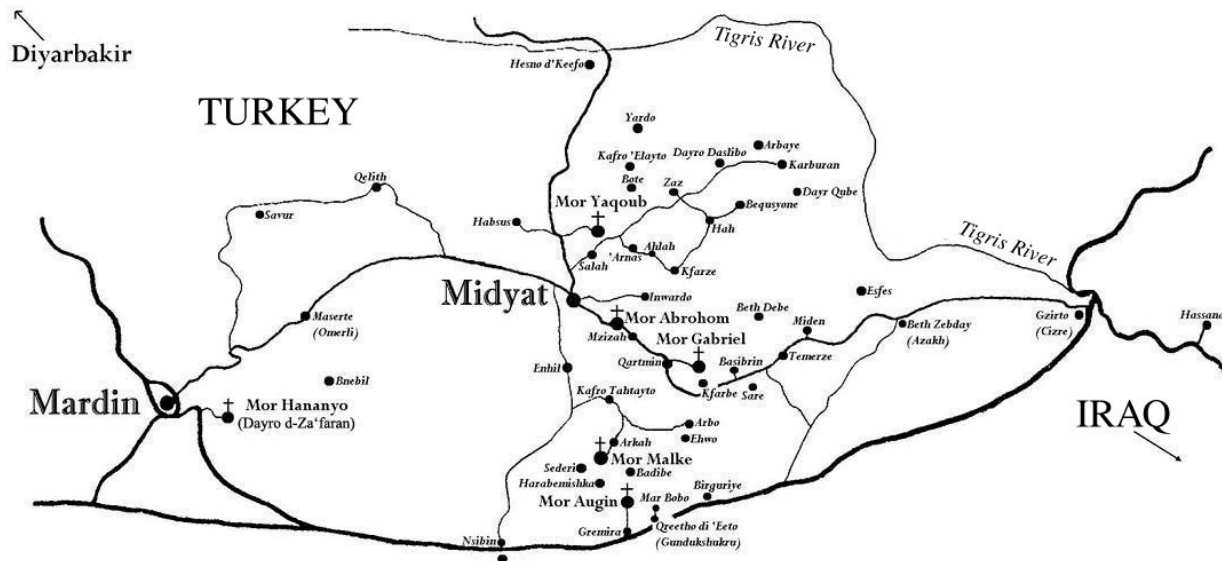 Diyarbakir
TURKEY
Tigris River
Hesno d'Keefo
Yardo
Arbaye
Kafro 'Elayto
Dayro Daslibo
Karburan
Qelith
Bote
Zaz
Dayr Qube
Savur
Mor Yaqoub
Bequsyone
Habsus
Hah
Tigris River
'Arnas
Ahlah
Salah
Kfarze
Midyat
Inwardo
Esfes
Maserte
(Omerli)
Mor Abrohom
Beth Debe
Miden
Beth Zebday
(Azakh)
Gzirto
(Cizre)
Hassana
Mzizah
Mor Gabriel
Qartmin
Basibrin
Temerze
Enhil
Kfarbe
Sare
Bnebil
Mardin
Mor Hananyo
(Dayro d-Za'faran)
Kafro Tahtayto
IRAQ
Arbo
Ehwo
Arkah
Mor Malke
Sederi
Badibe
Harabemishka
Mor Augin
Mar Bobo
Birguriye
Gremira
Qreetho di 'Eeto
(Gundukshukru)
Nsibin